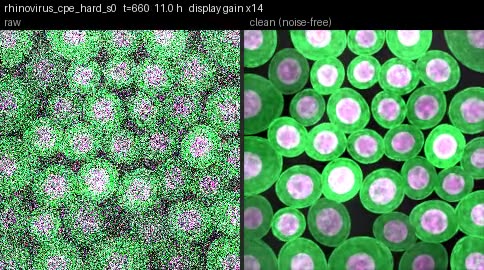 rhinovirus_cpe_hard_s0 t=660 11.0 h display gain x14
raw
clean (noise-free)